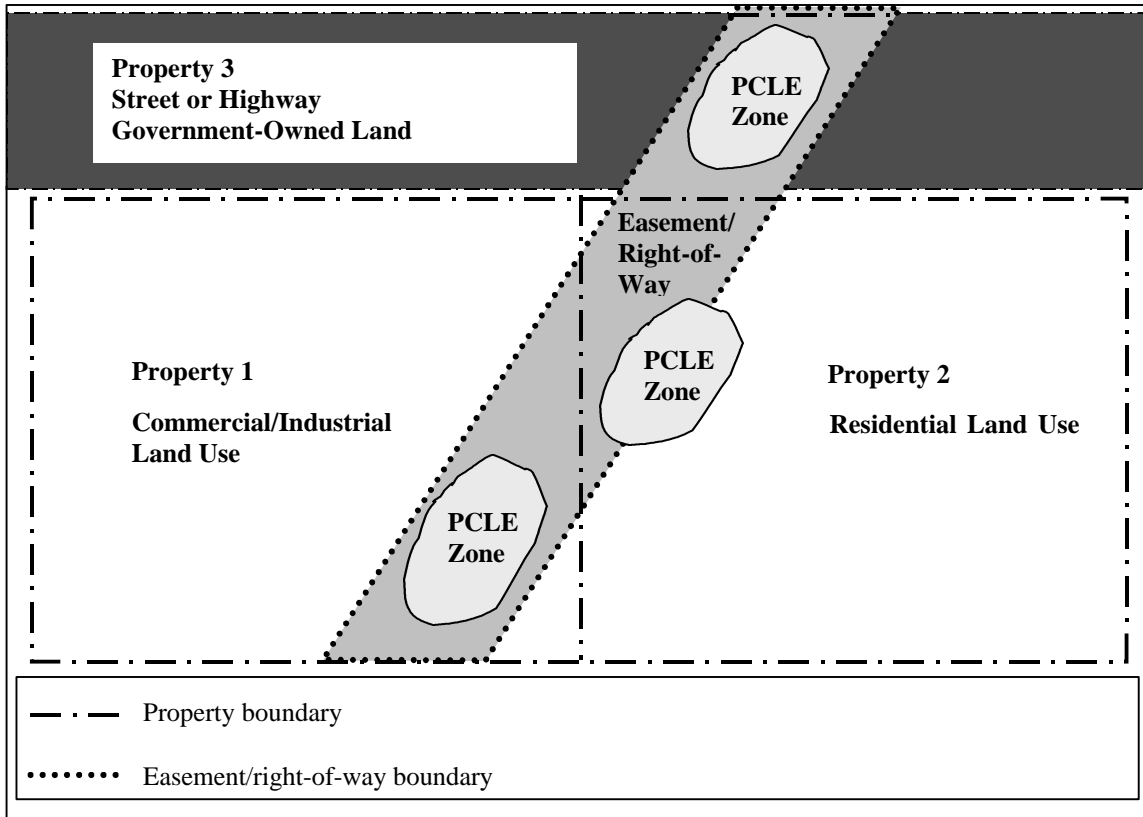 Property 3
Street or Highway
Government-Owned Land
PCLE
Zone
Easement/
Right-of-
Way
PCLE
Zone
Property 1
Commercial/Industrial
Land Use
Property 2
Residential Land Use
PCLE
Zone
Property boundary
Easement/right-of-way boundary